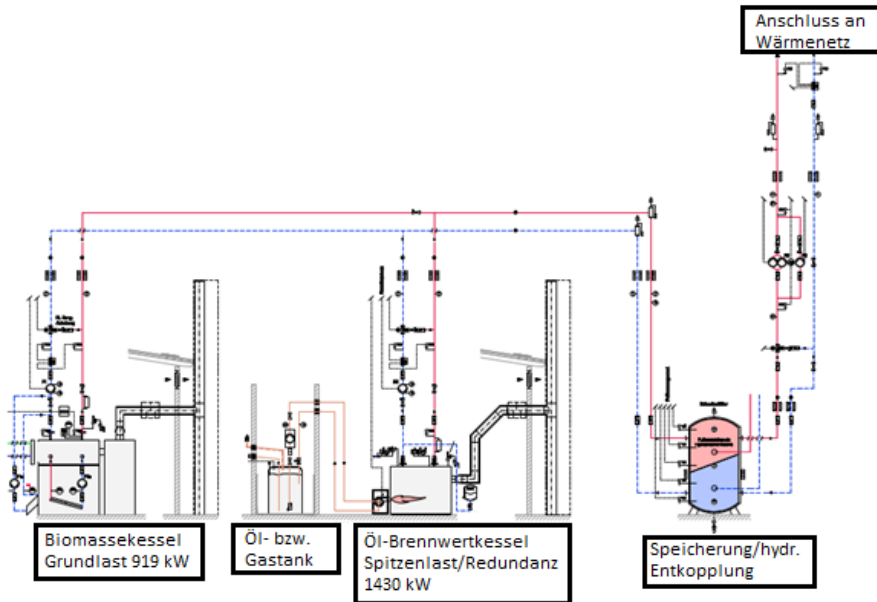 Anschluss an
Wärmenetz
Biomassekessel
Grundlast 919 kW
Öl- bzw.
Gastank
Öl-Brennwertkessel
Spitzenlast/Redundanz
1430 kW
Speicherung/hydr.
Entkopplung